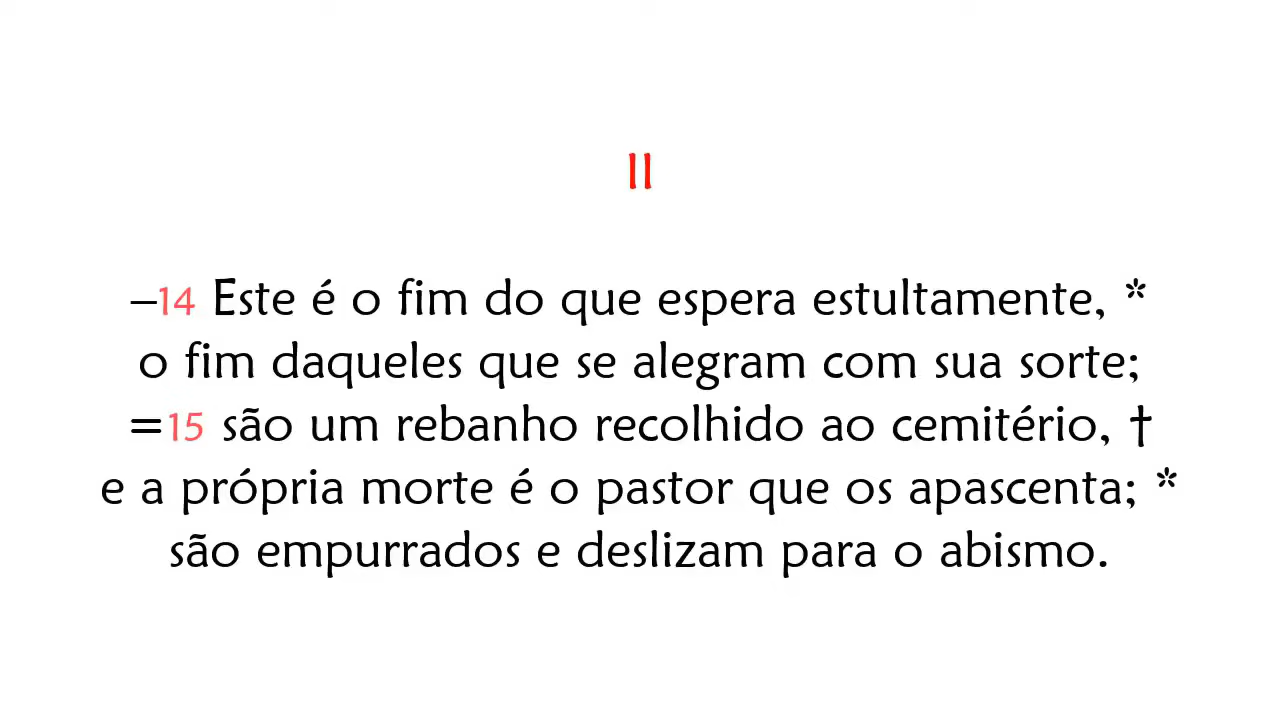 II
–14 Este é o fim do que espera estultamente, *
o fim daqueles que se alegram com sua sorte;
=15 são um rebanho recolhido ao cemitério, †
e a própria morte é o pastor que os apascenta; *
são empurrados e deslizam para o abismo.